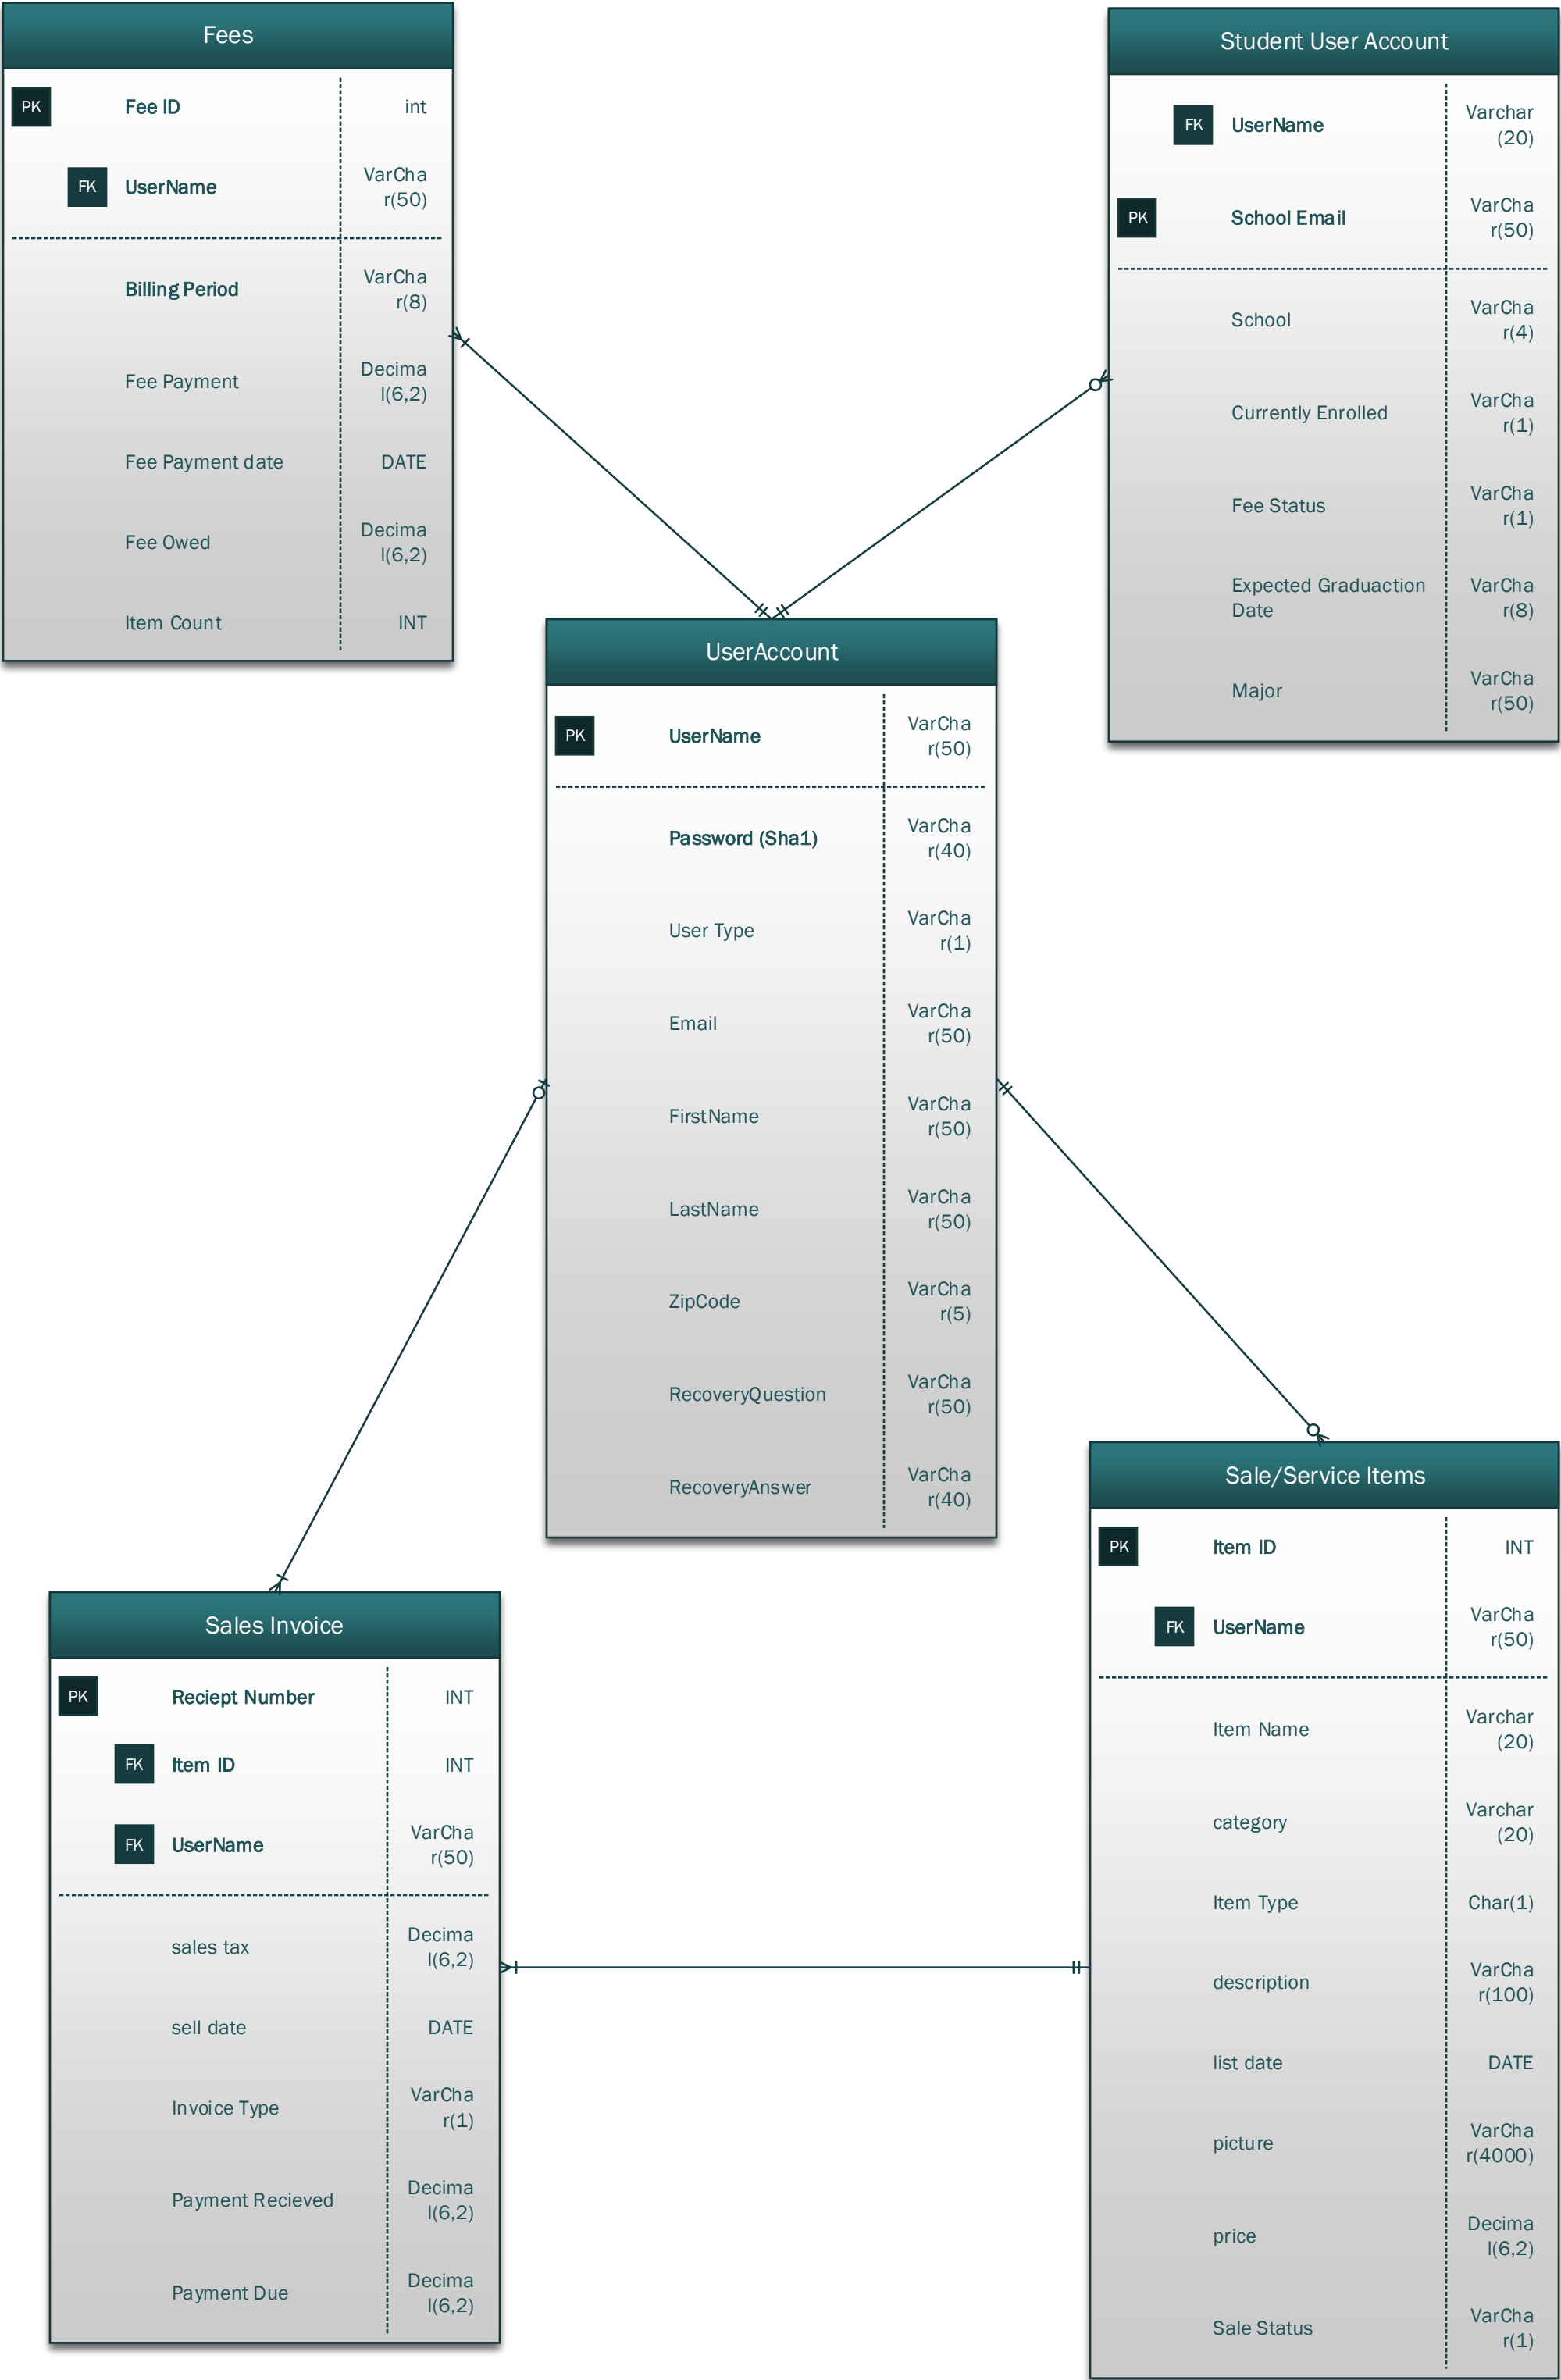 Fees
PK Fee ID int
FK UserName VarCha
r(50)
Billing Period VarCha
r(8)
Fee Payment Decima
l(6,2)
Fee Payment date DATE
Fee Owed Decima
l(6,2)
Item Count INT
Student User Account
FK UserName Varchar
(20)
PK School Email VarCha
r(50)
School VarCha
r(4)
Currently Enrolled VarCha
r(1)
Fee Status VarCha
r(1)
Expected Graduaction VarCha
Date r(8)
Major VarCha
r(50)
UserAccount
PK UserName VarCha
r(50)
Password (Sha1) VarCha
r(40)
User Type VarCha
r(1)
Email VarCha
r(50)
FirstName VarCha
r(50)
LastName VarCha
r(50)
ZipCode VarCha
r(5)
RecoveryQuestion VarCha
r(50)
RecoveryAnswer VarCha
r(40)
Sales Invoice
PK Reciept Number INT
FK Item ID INT
FK UserName VarCha
r(50)
sales tax Decima
l(6,2)
sell date DATE
Invoice Type VarCha
r(1)
Payment Recieved Decima
l(6,2)
Payment Due Decima
l(6,2)
Sale/Service Items
PK Item ID INT
FK UserName VarCha
r(50)
Item Name Varchar
(20)
category Varchar
(20)
Item Type Char(1)
description VarCha
r(100)
list date DATE
picture VarCha
r(4000)
price Decima
l(6,2)
Sale Status VarCha
r(1)